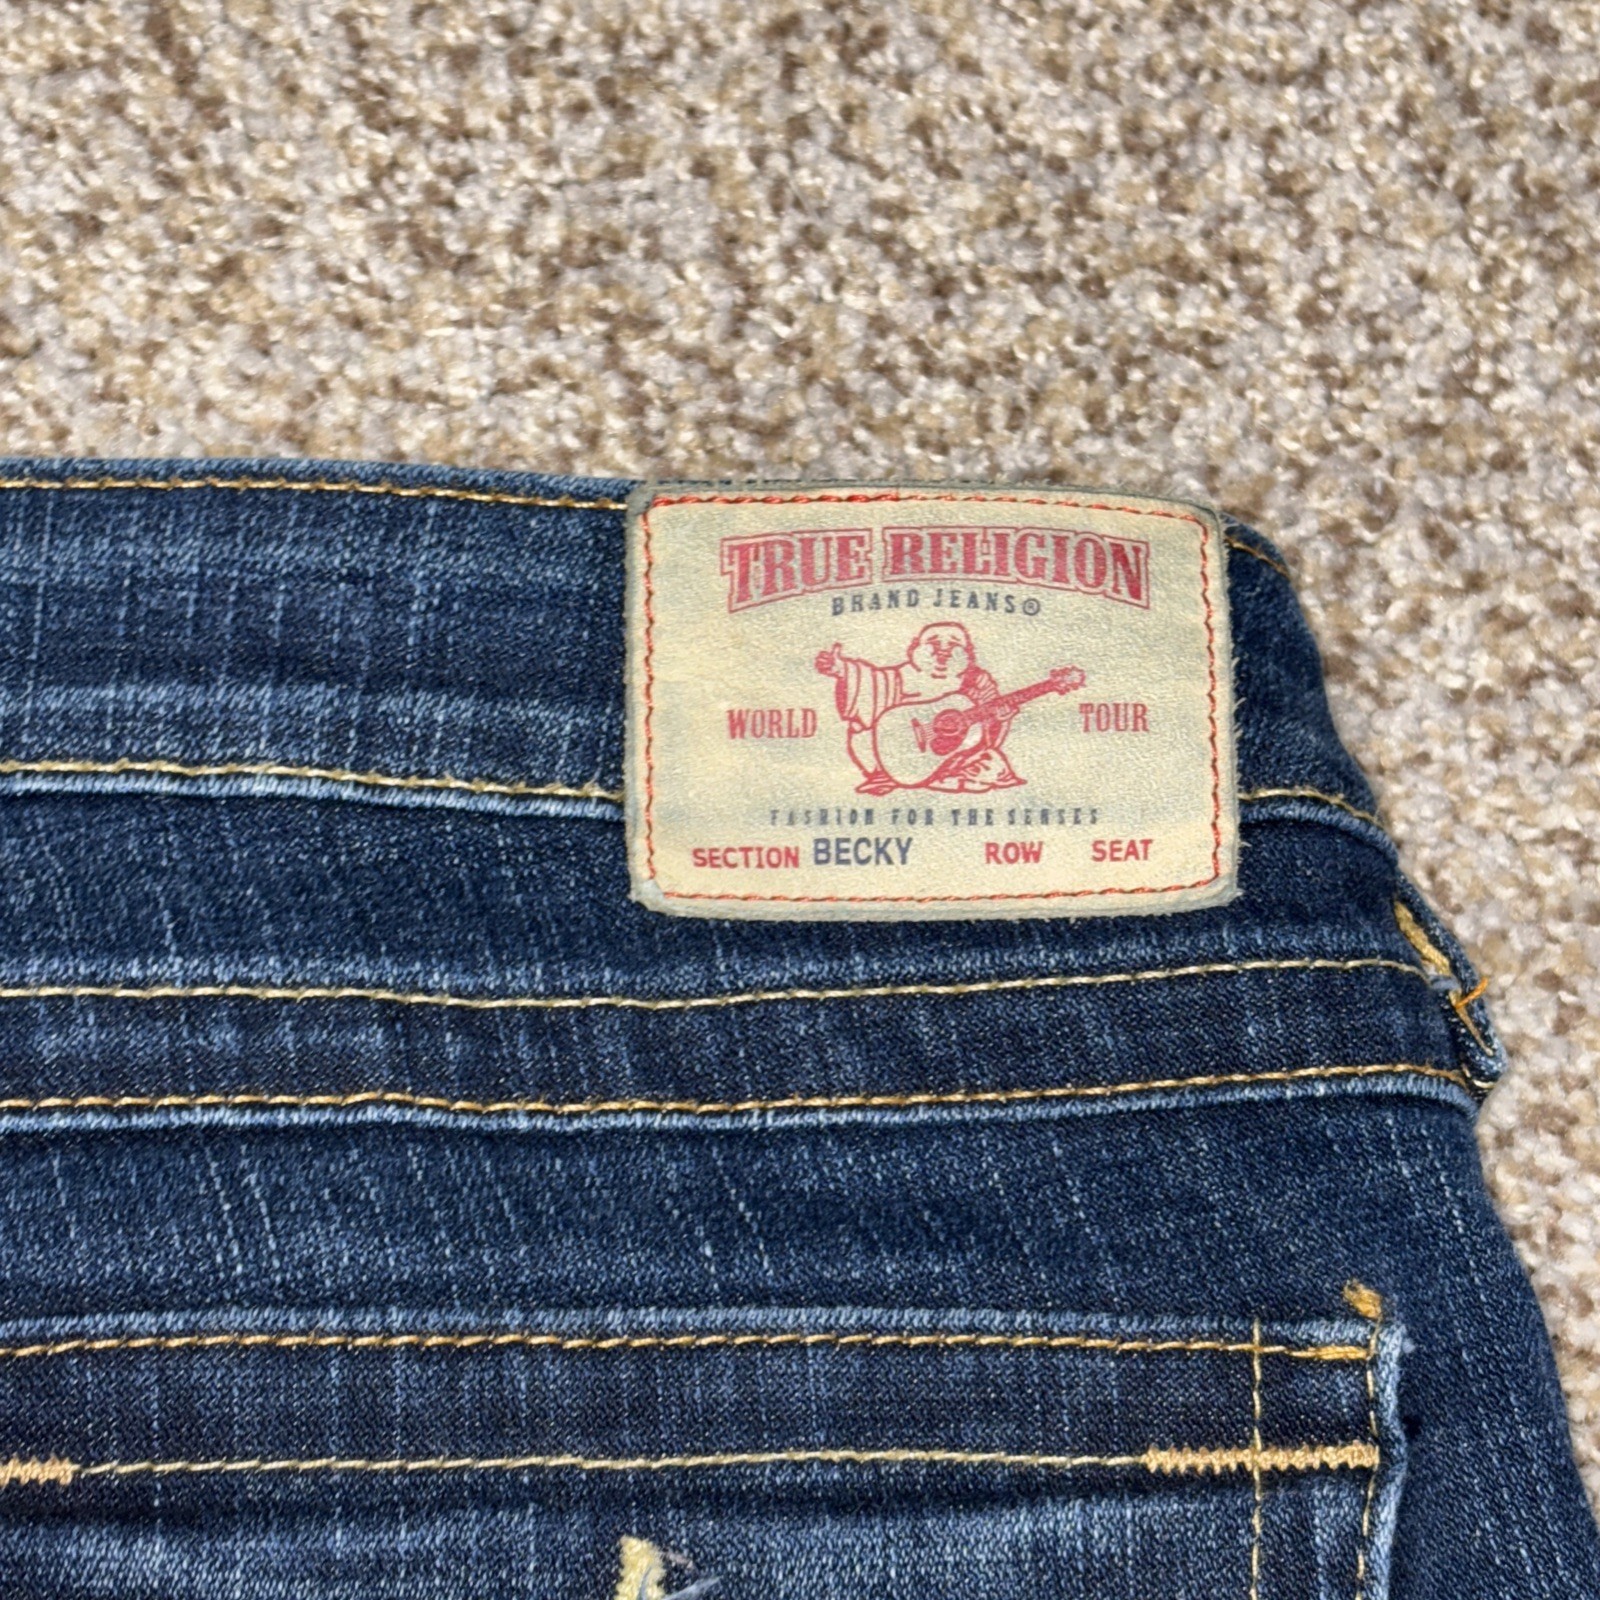 TRUE RELIGION
BRAND JEANS®
WORLD TOUR
FASHION FOR THE SENSES
SECTION BECKY ROW SEAT